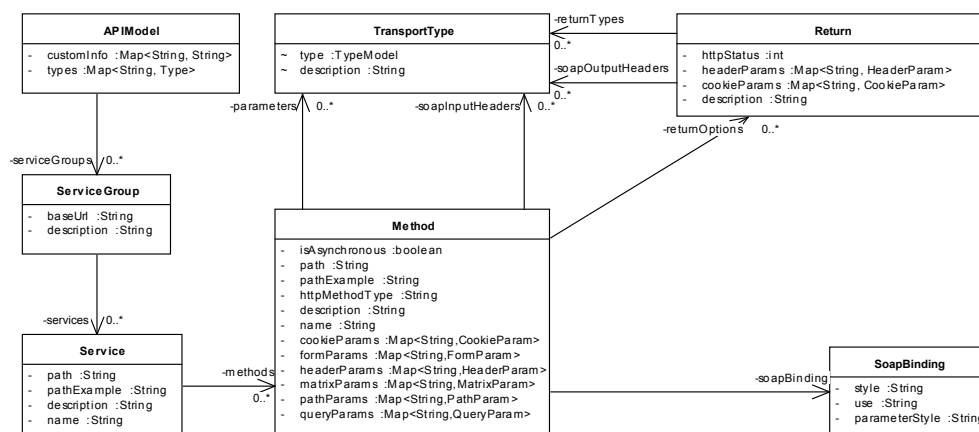 APIModel
- customInfo :Map<String, String>
- types :Map<String, Type>
TransportType
~ type :TypeModel
~ description :String
-returnTypes
0..*
-soapOutputHeaders
0..*
Return
- httpStatus :int
- headerParams :Map<String, HeaderParam>
- cookieParams :Map<String, CookieParam>
- description :String
-parameters
0..*
-soapInputHeaders
0..*
-returnOptions
0..*
-serviceGroups
0..*
ServiceGroup
- baseUrl :String
- description :String
Method
- isAsynchronous :boolean
- path :String
- pathExample :String
- httpMethodType :String
- description :String
- name :String
- cookieParams :Map<String,CookieParam>
- formParams :Map<String,FormParam>
- headerParams :Map<String,HeaderParam>
- matrixParams :Map<String,MatrixParam>
- pathParams :Map<String,PathParam>
- queryParams :Map<String,QueryParam>
-services
0..*
Service
- path :String
- pathExample :String
- description :String
- name :String
-methods
0..*
-soapBinding
SoapBinding
- style :String
- use :String
- parameterStyle :String